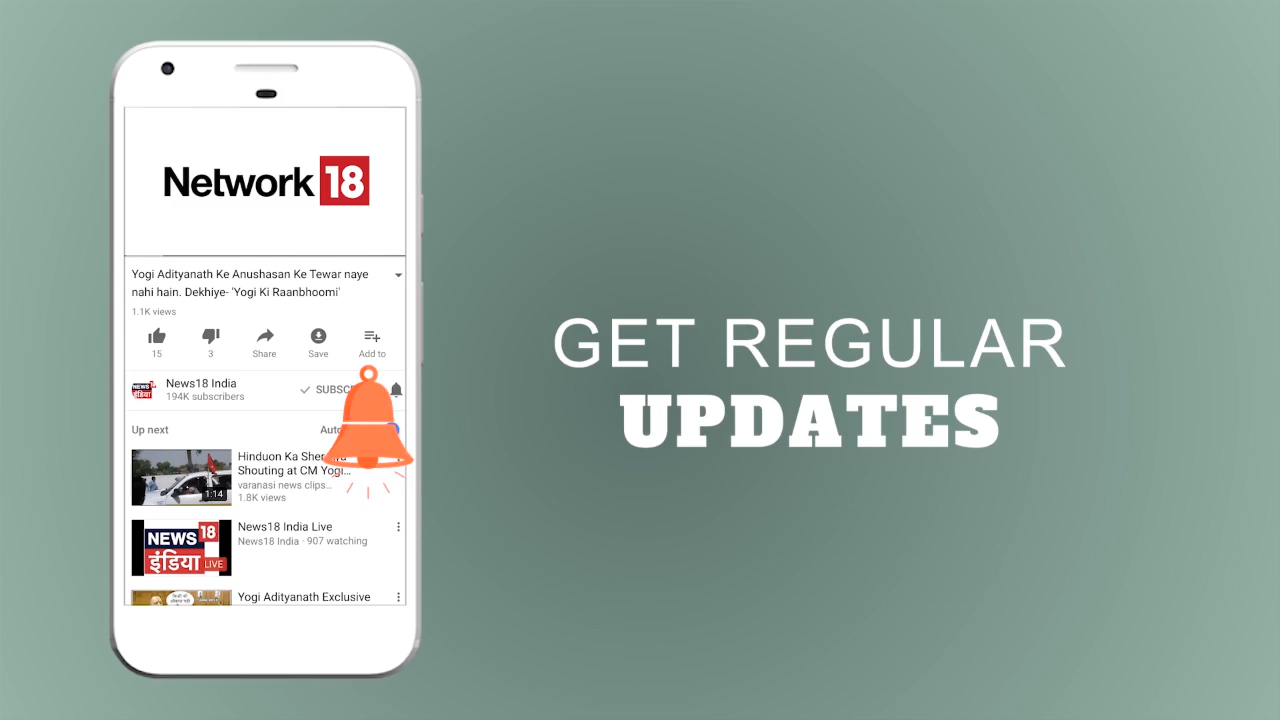 Network 18
Yogi Adityanath Ke Anushasan Ke Tewar naye
nahi hain. Dekhiye- 'Yogi Ki Raanbhoomi'
1.1K views
15 3 Share Save Add to
News18 India
194K subscribers
Up next
Hinduon Ka
Shouting at CM Yogi...
varanasi news clips...
1.8K views
1:14
News18 India Live
News18 India · 907 watching
NEWS 18
इंडिया LIVE
Yogi Adityanath Exclusive
GET REGULAR
UPDATES